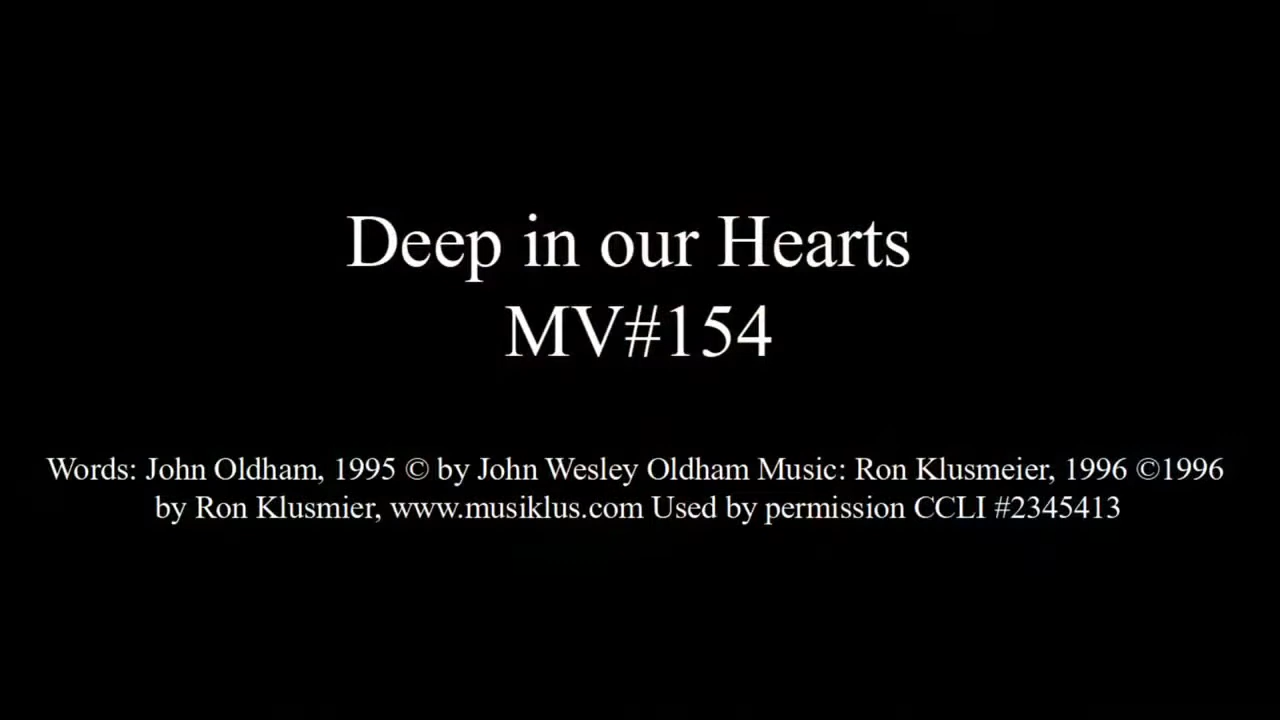 Deep in our Hearts
MV#154
Words: John Oldham, 1995 © by John Wesley Oldham Music: Ron Klusmeier, 1996 ©1996
by Ron Klusmier, www.musiklus.com Used by permission CCLI #2345413